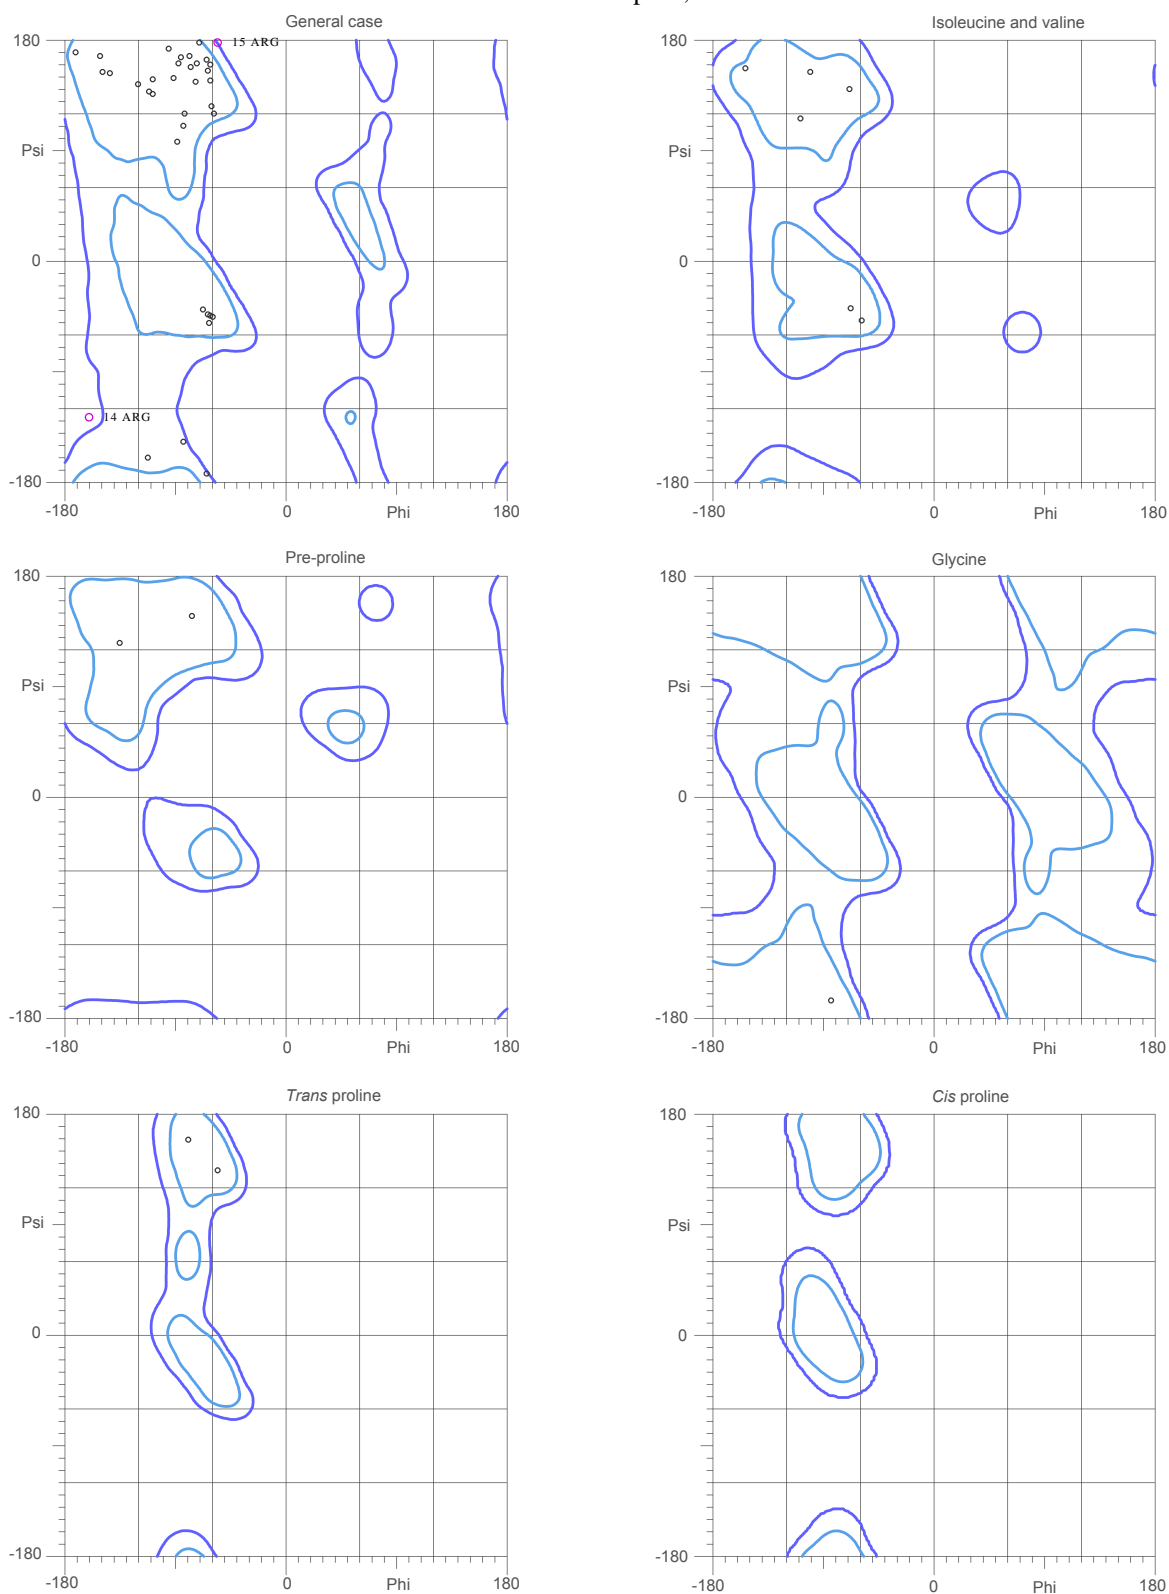 General case
Isoleucine and valine
180
15 ARG
180
Psi
Psi
0
0
14 ARG
-180
-180
-180
0
Phi
180
-180
0
Phi
180
Pre-proline
Glycine
180
180
Psi
Psi
0
0
-180
-180
-180
0
Phi
180
-180
0
Phi
180
Trans proline
Cis proline
180
180
Psi
Psi
0
0
-180
-180
-180
0
Phi
180
-180
0
Phi
180